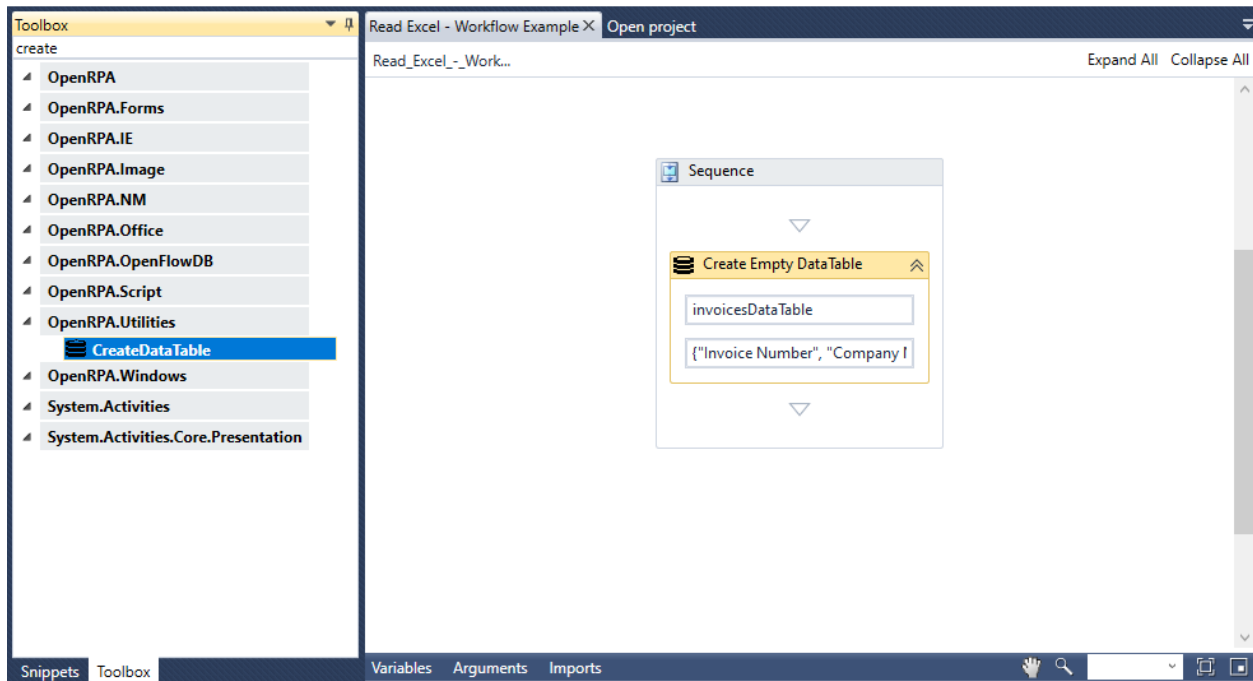 Toolbox
create
OpenRPA
OpenRPA.Forms
OpenRPA.IE
OpenRPA.Image
OpenRPA.NM
OpenRPA.Office
OpenRPA.OpenFlowDB
OpenRPA.Script
OpenRPA.Utilities
CreateDataTable
OpenRPA.Windows
System.Activities
System.Activities.Core.Presentation
Snippets Toolbox
Read Excel - Workflow Example Open project
Read_Excel_-_Work... Expand All Collapse All
Sequence
Create Empty DataTable
invoicesDataTable
{"Invoice Number", "Company
Variables Arguments Imports